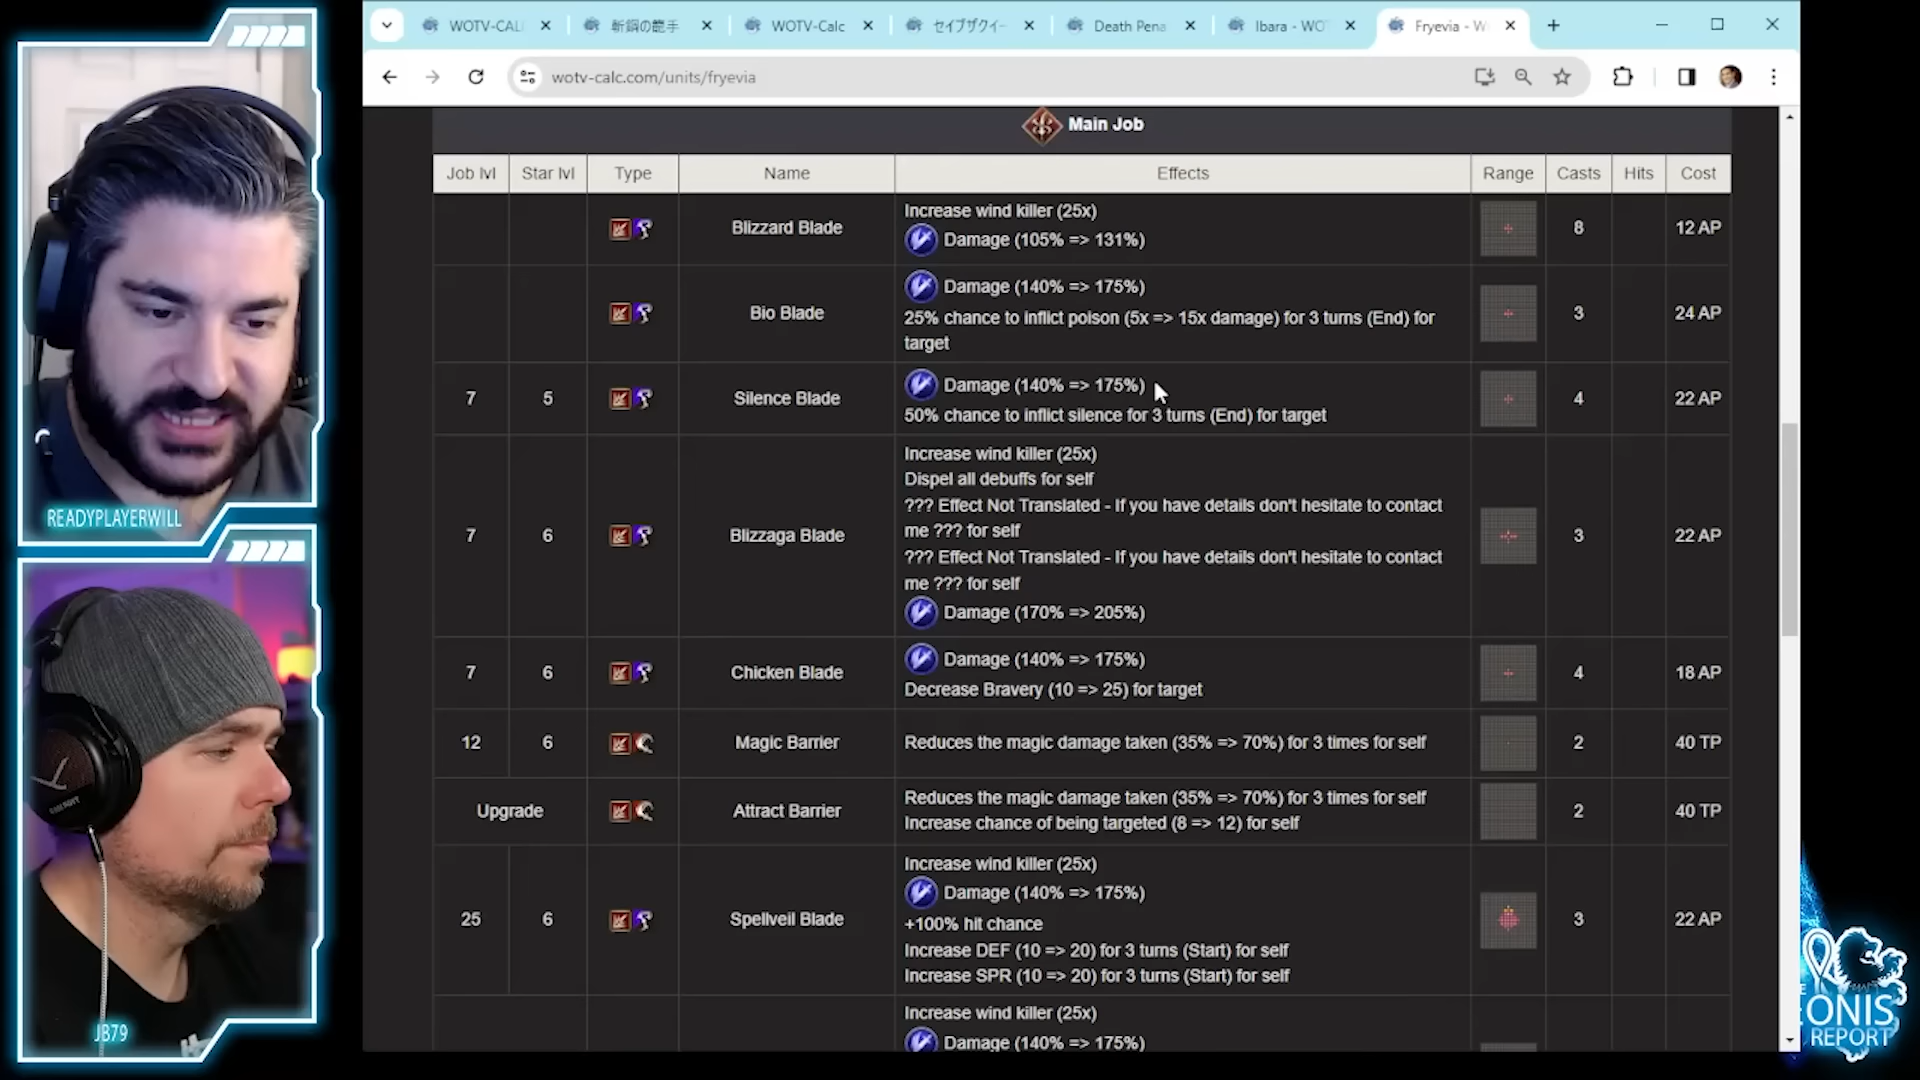 WOTV-CAL
斬鋼の籠手
WOTV-Calc
セイブザクイー
Death Pena
Ibara - WO
Fryevia - W
wotv-calc.com/units/fryevia
Main Job
Job lvl
Star lvl
Type
Name
Effects
Range
Casts
Hits
Cost
Blizzard Blade
Increase wind killer (25x)
Damage (105% => 131%)
8
12 AP
Bio Blade
Damage (140% => 175%)
25% chance to inflict poison (5x => 15x damage) for 3 turns (End) for
target
3
24 AP
7
5
Silence Blade
Damage (140% => 175%)
50% chance to inflict silence for 3 turns (End) for target
4
22 AP
7
6
Blizzaga Blade
Increase wind killer (25x)
Dispel all debuffs for self
??? Effect Not Translated - If you have details don't hesitate to contact
me ??? for self
??? Effect Not Translated - If you have details don't hesitate to contact
me ??? for self
Damage (170% => 205%)
3
22 AP
7
6
Chicken Blade
Damage (140% => 175%)
Decrease Bravery (10 => 25) for target
4
18 AP
12
6
Magic Barrier
Reduces the magic damage taken (35% => 70%) for 3 times for self
2
40 TP
Upgrade
Attract Barrier
Reduces the magic damage taken (35% => 70%) for 3 times for self
Increase chance of being targeted (8 => 12) for self
2
40 TP
25
6
Spellveil Blade
Increase wind killer (25x)
Damage (140% => 175%)
+100% hit chance
Increase DEF (10 => 20) for 3 turns (Start) for self
Increase SPR (10 => 20) for 3 turns (Start) for self
3
22 AP
Increase wind killer (25x)
Damage (140% => 175%)
READYPLAYERWILL
JB79
ONIS
REPORT